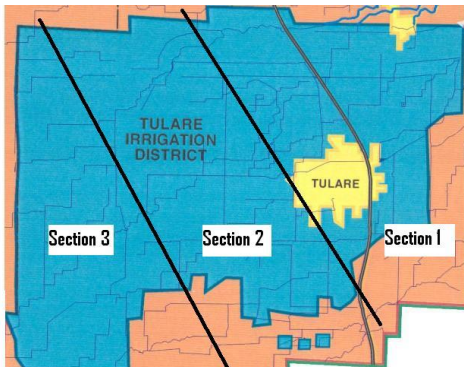 TULARE
IRRIGATION
DISTRICT
TULARE
Section 3
Section 2
Section 1